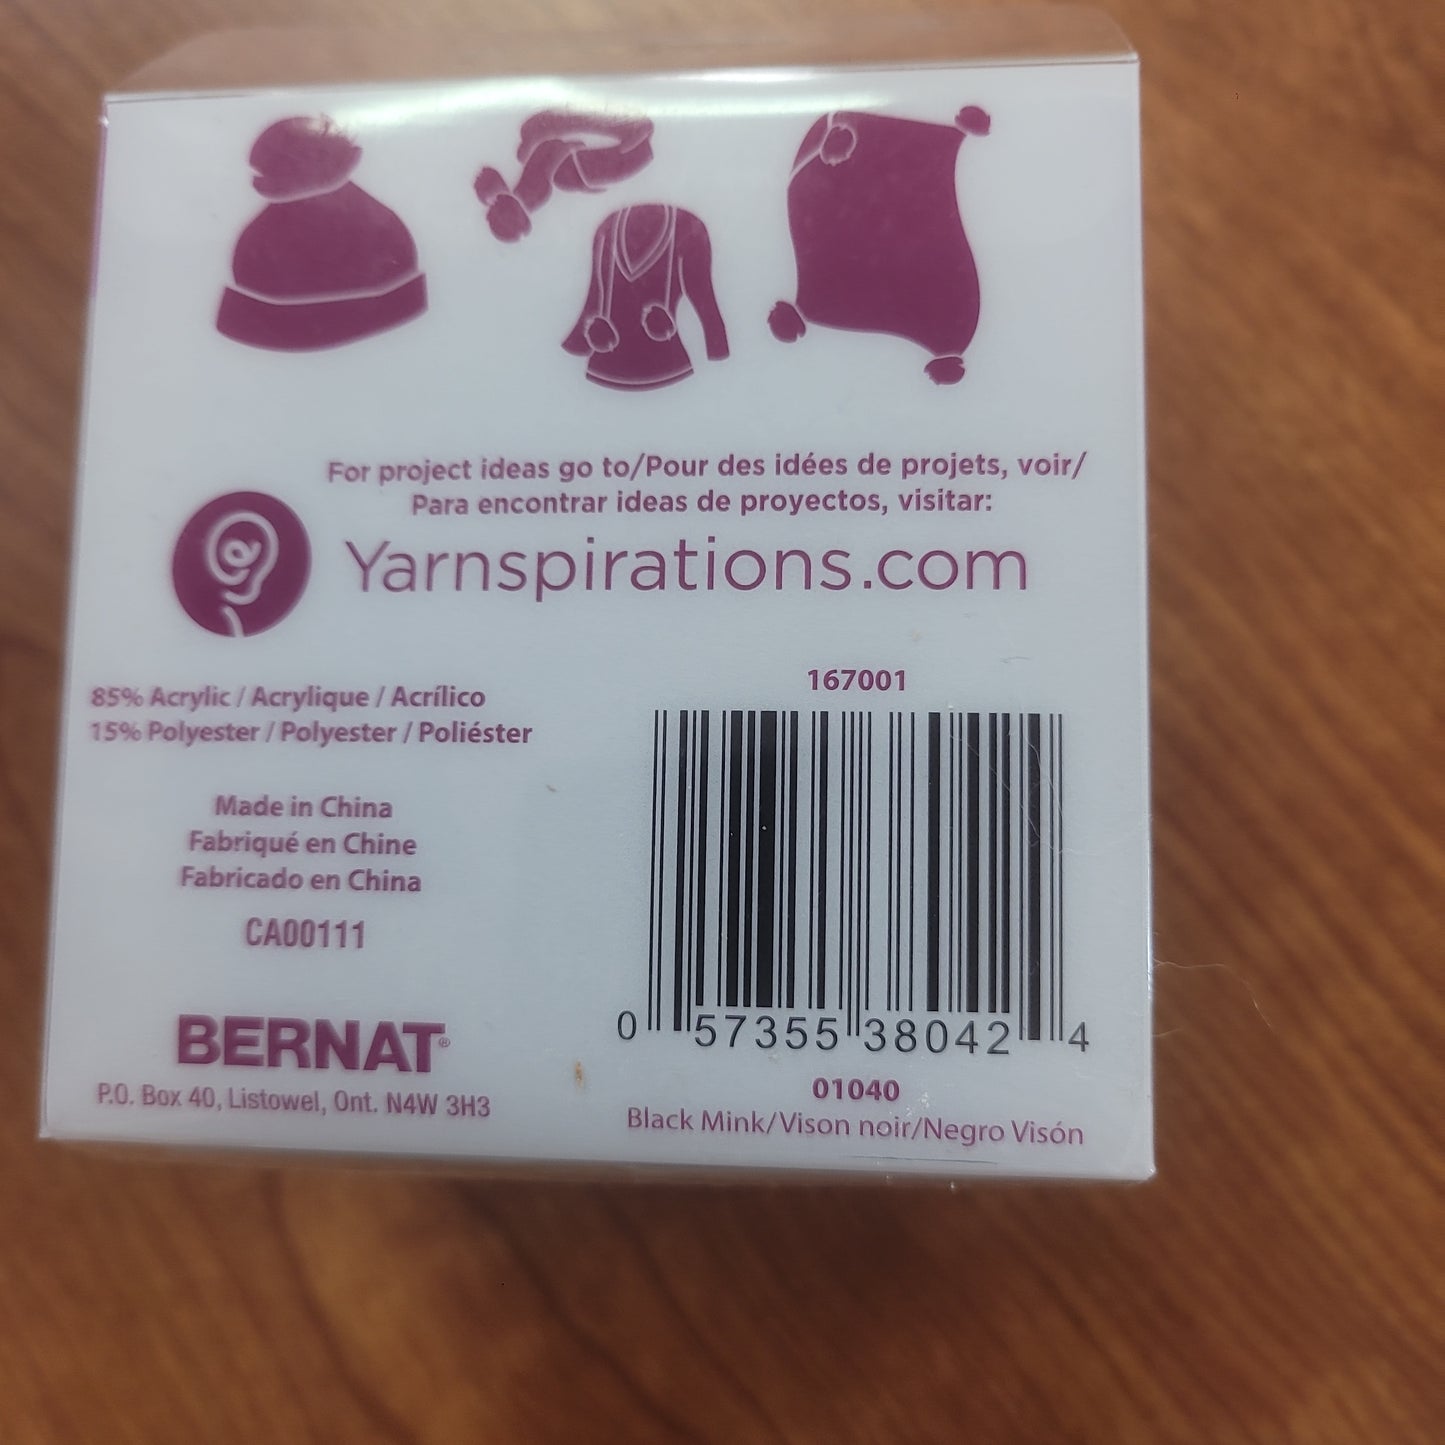 For project ideas go to/Pour des idées de projets, voir/
Para encontrar ideas de proyectos, visitar:
Yarnspirations.com
85% Acrylic / Acrylique / Acrílico
15% Polyester / Polyester / Poliéster
Made in China
Fabriqué en Chine
Fabricado en China
CA00111
BERNAT®
P.O. Box 40, Listowel, Ont. N4W 3H3
167001
0 57355 38042 4
01040
Black Mink/Vison noir/Negro Visón